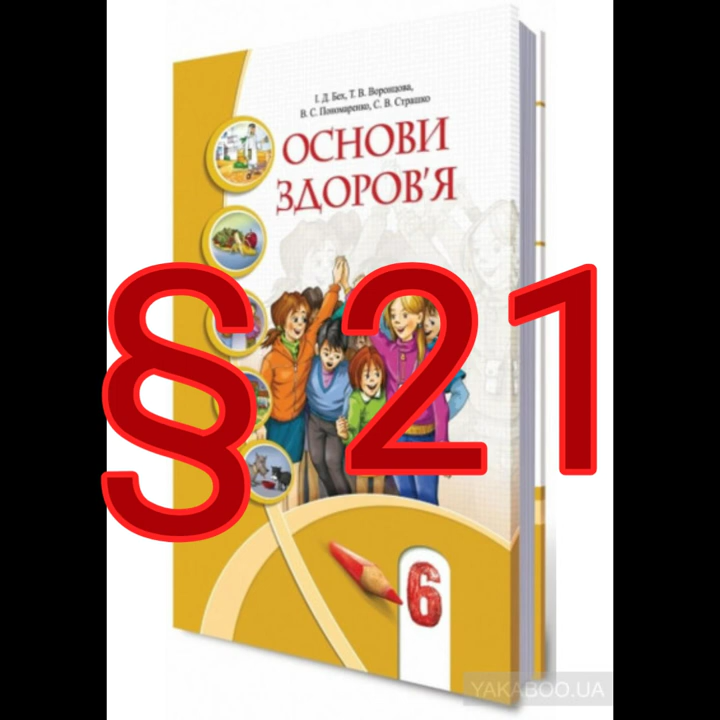 І. Д. Бех, Т. В. Воронцова,
В. С. Пономаренко, С. В. Страшко
ОСНОВИ
ЗДОРОВ'Я
§ 21
6
YAKABOO.UA